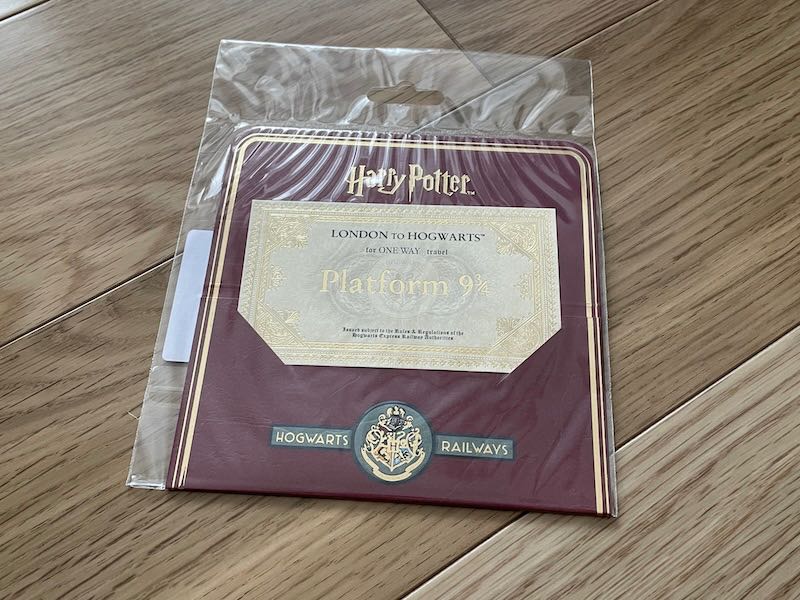 Harry Potter™
LONDON TO HOGWARTS™
for ONE WAY travel
Platform 9¾
Issued subject to the Rules & Regulations of the
Hogwarts Express Railway Authorities
HOGWARTS RAILWAYS